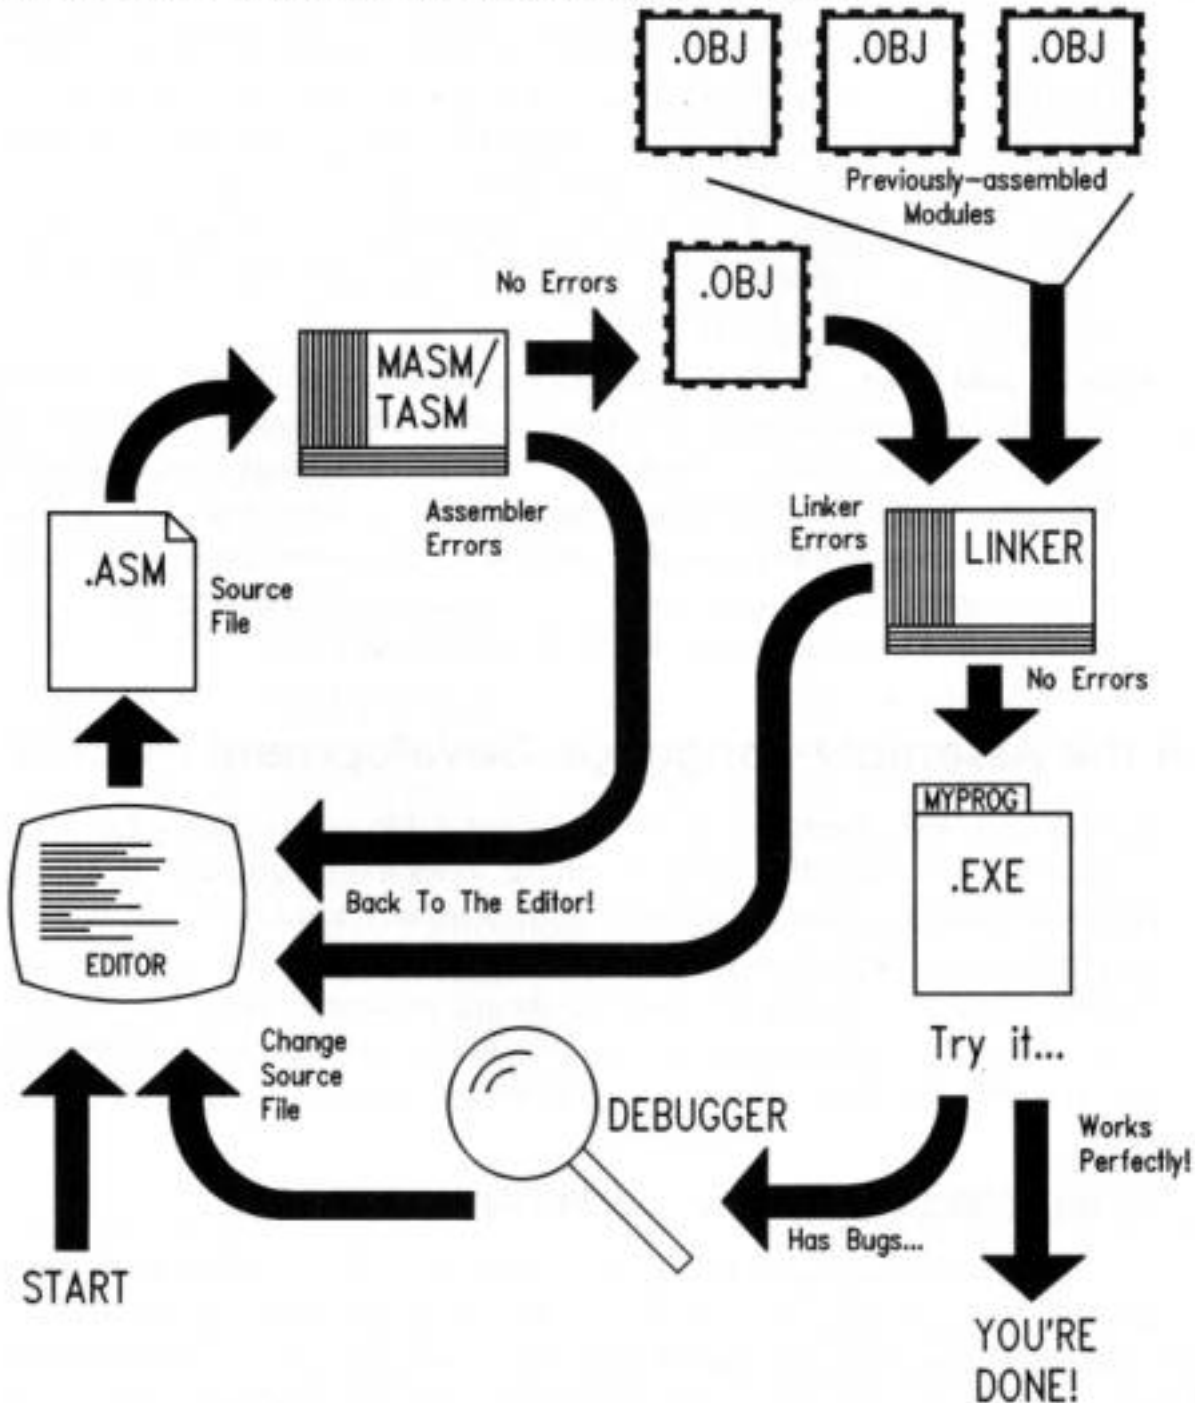 .OBJ
.OBJ
.OBJ
Previously-assembled
Modules
No Errors
.OBJ
MASM/
TASM
Assembler
Errors
Linker
Errors
LINKER
.ASM
Source
File
No Errors
MYPROG
.EXE
Back To The Editor!
EDITOR
Change
Source
File
Try it...
DEBUGGER
Works
Perfectly!
Has Bugs...
START
YOU'RE
DONE!